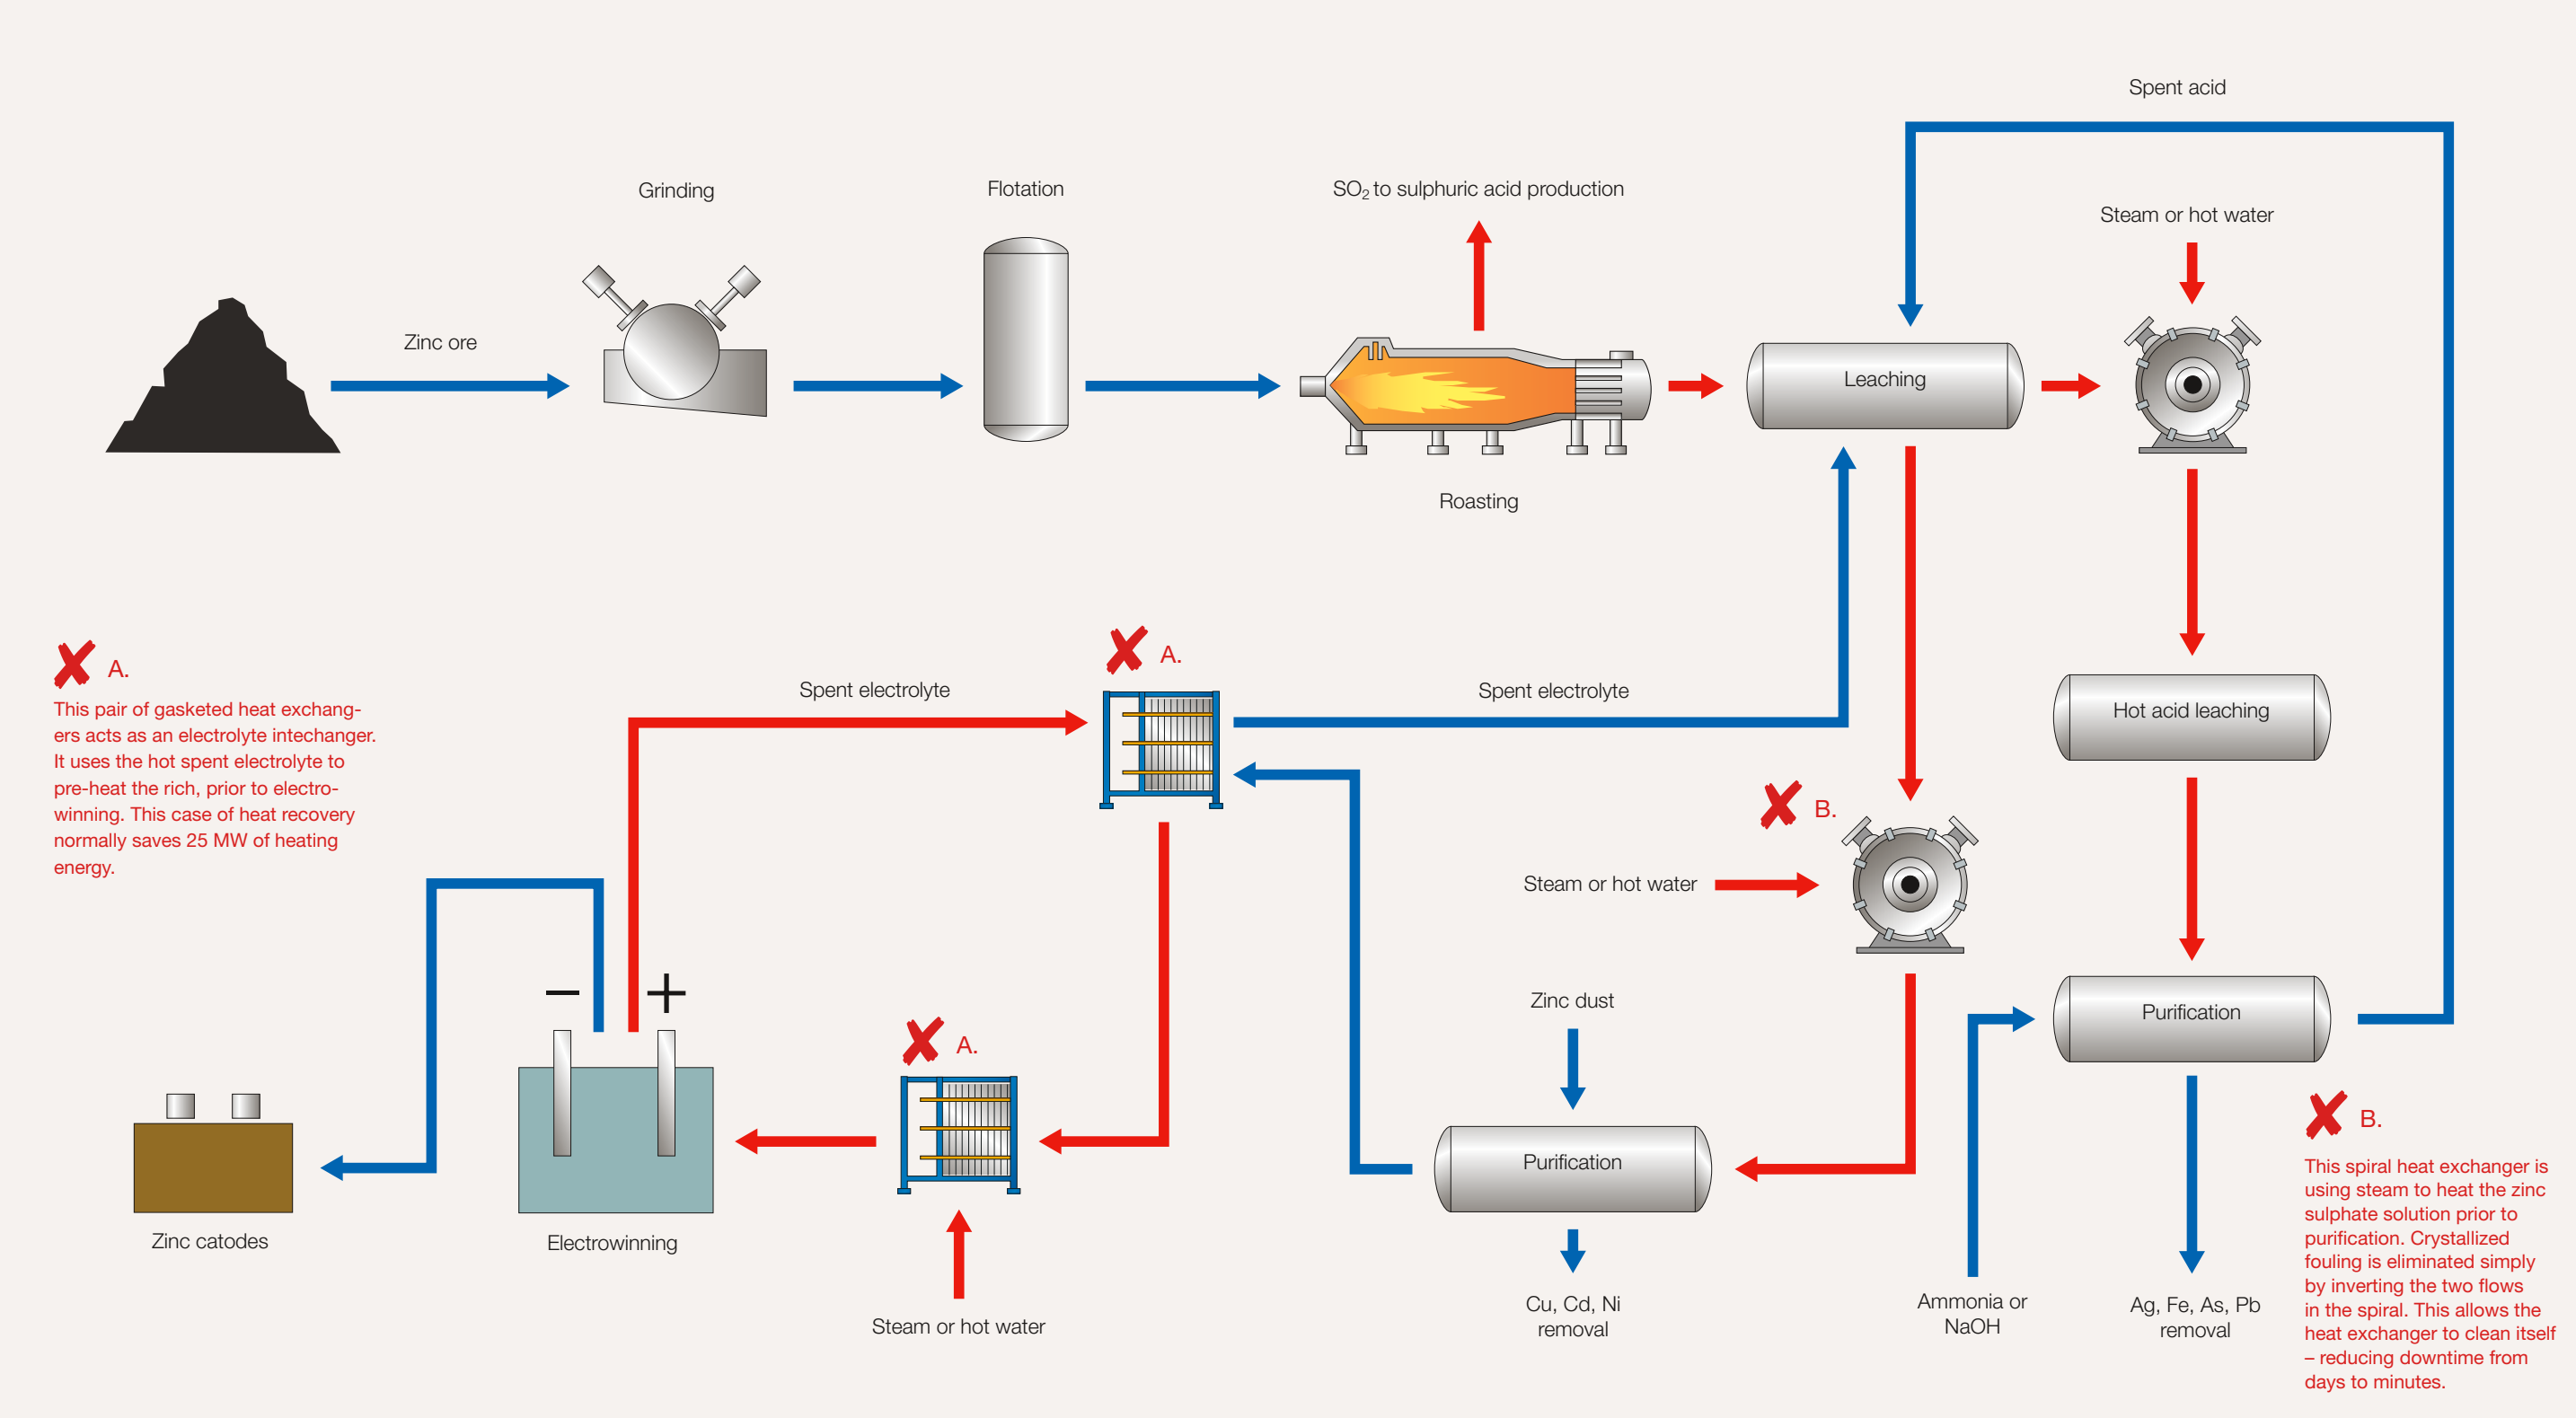 Spent acid
Grinding
Flotation
SO₂ to sulphuric acid production
Steam or hot water
Zinc ore
Leaching
Roasting
A.
This pair of gasketed heat exchang-
ers acts as an electrolyte intechanger.
It uses the hot spent electrolyte to
pre-heat the rich, prior to electro-
winning. This case of heat recovery
normally saves 25 MW of heating
energy.
Spent electrolyte
A.
Spent electrolyte
Hot acid leaching
B.
Steam or hot water
− +
Zinc dust
Purification
A.
Purification
Zinc catodes
Electrowinning
Steam or hot water
Cu, Cd, Ni
removal
Ammonia or
NaOH
Ag, Fe, As, Pb
removal
B.
This spiral heat exchanger is
using steam to heat the zinc
sulphate solution prior to
purification. Crystallized
fouling is eliminated simply
by inverting the two flows
in the spiral. This allows the
heat exchanger to clean itself
– reducing downtime from
days to minutes.